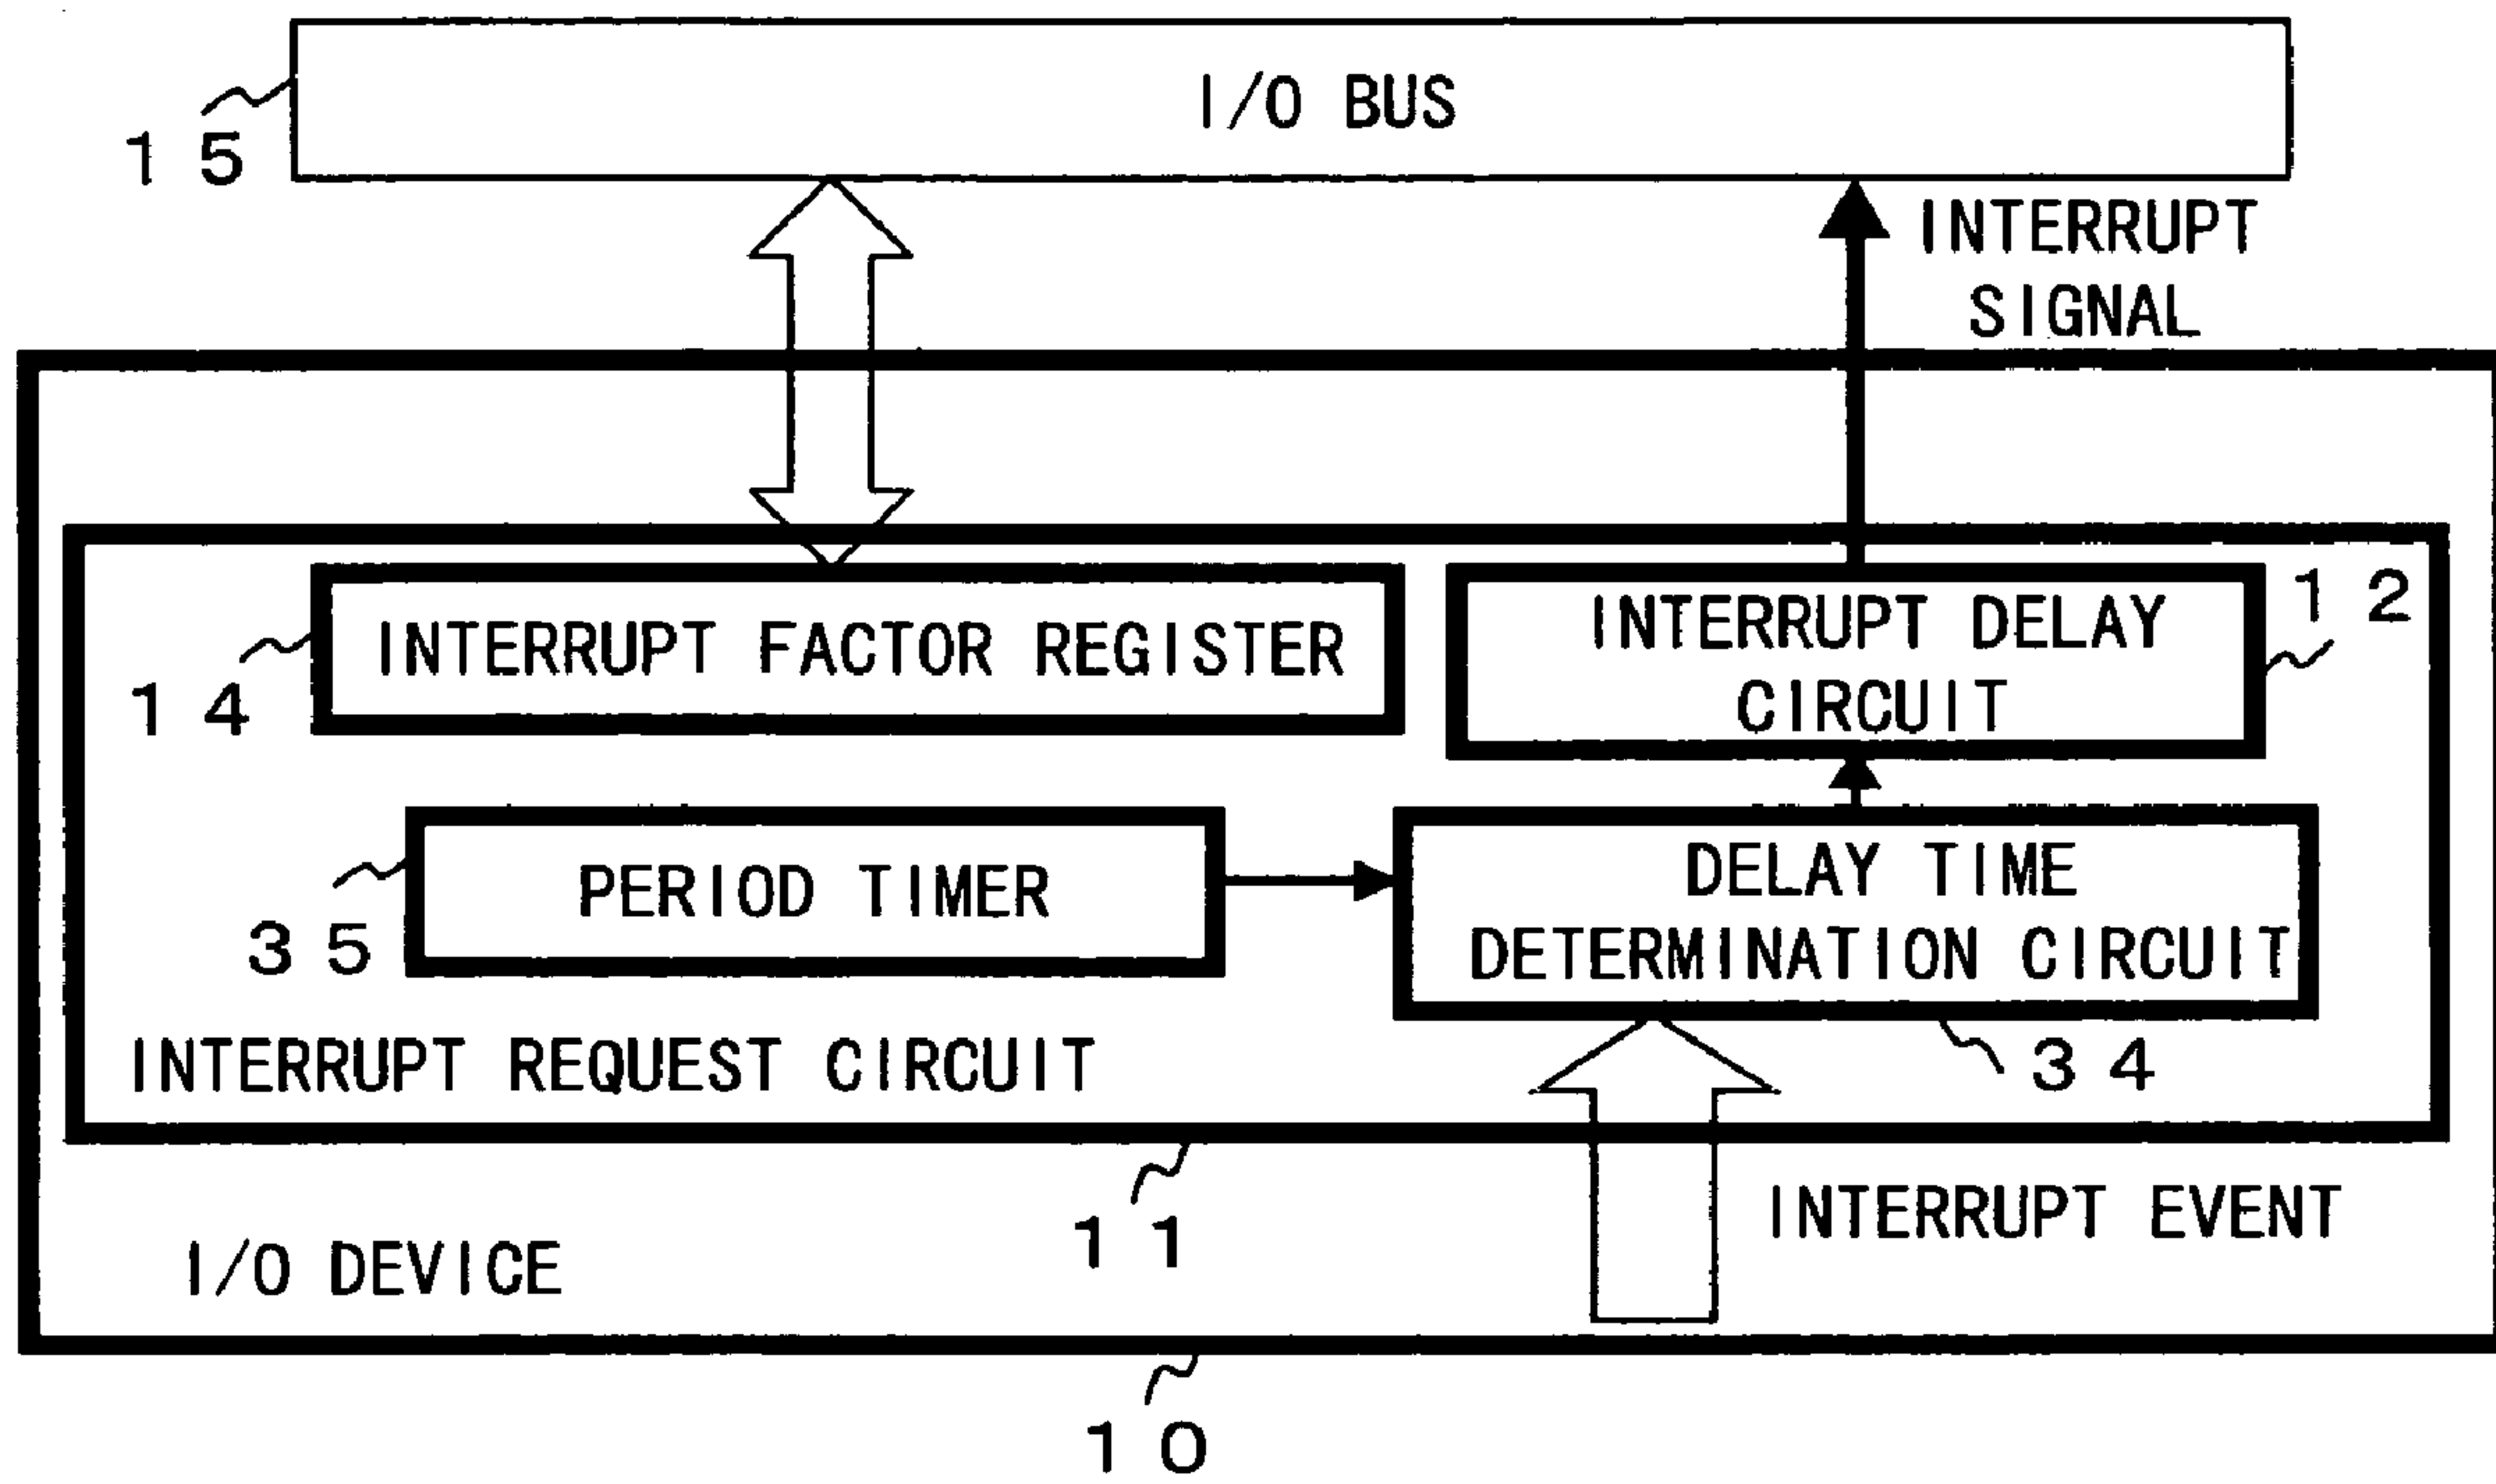 I/O BUS
15
INTERRUPT
SIGNAL
INTERRUPT FACTOR REGISTER
14
INTERRUPT DELAY
CIRCUIT
12
PERIOD TIMER
35
DELAY TIME
DETERMINATION CIRCUIT
34
INTERRUPT REQUEST CIRCUIT
11
INTERRUPT EVENT
I/O DEVICE
10